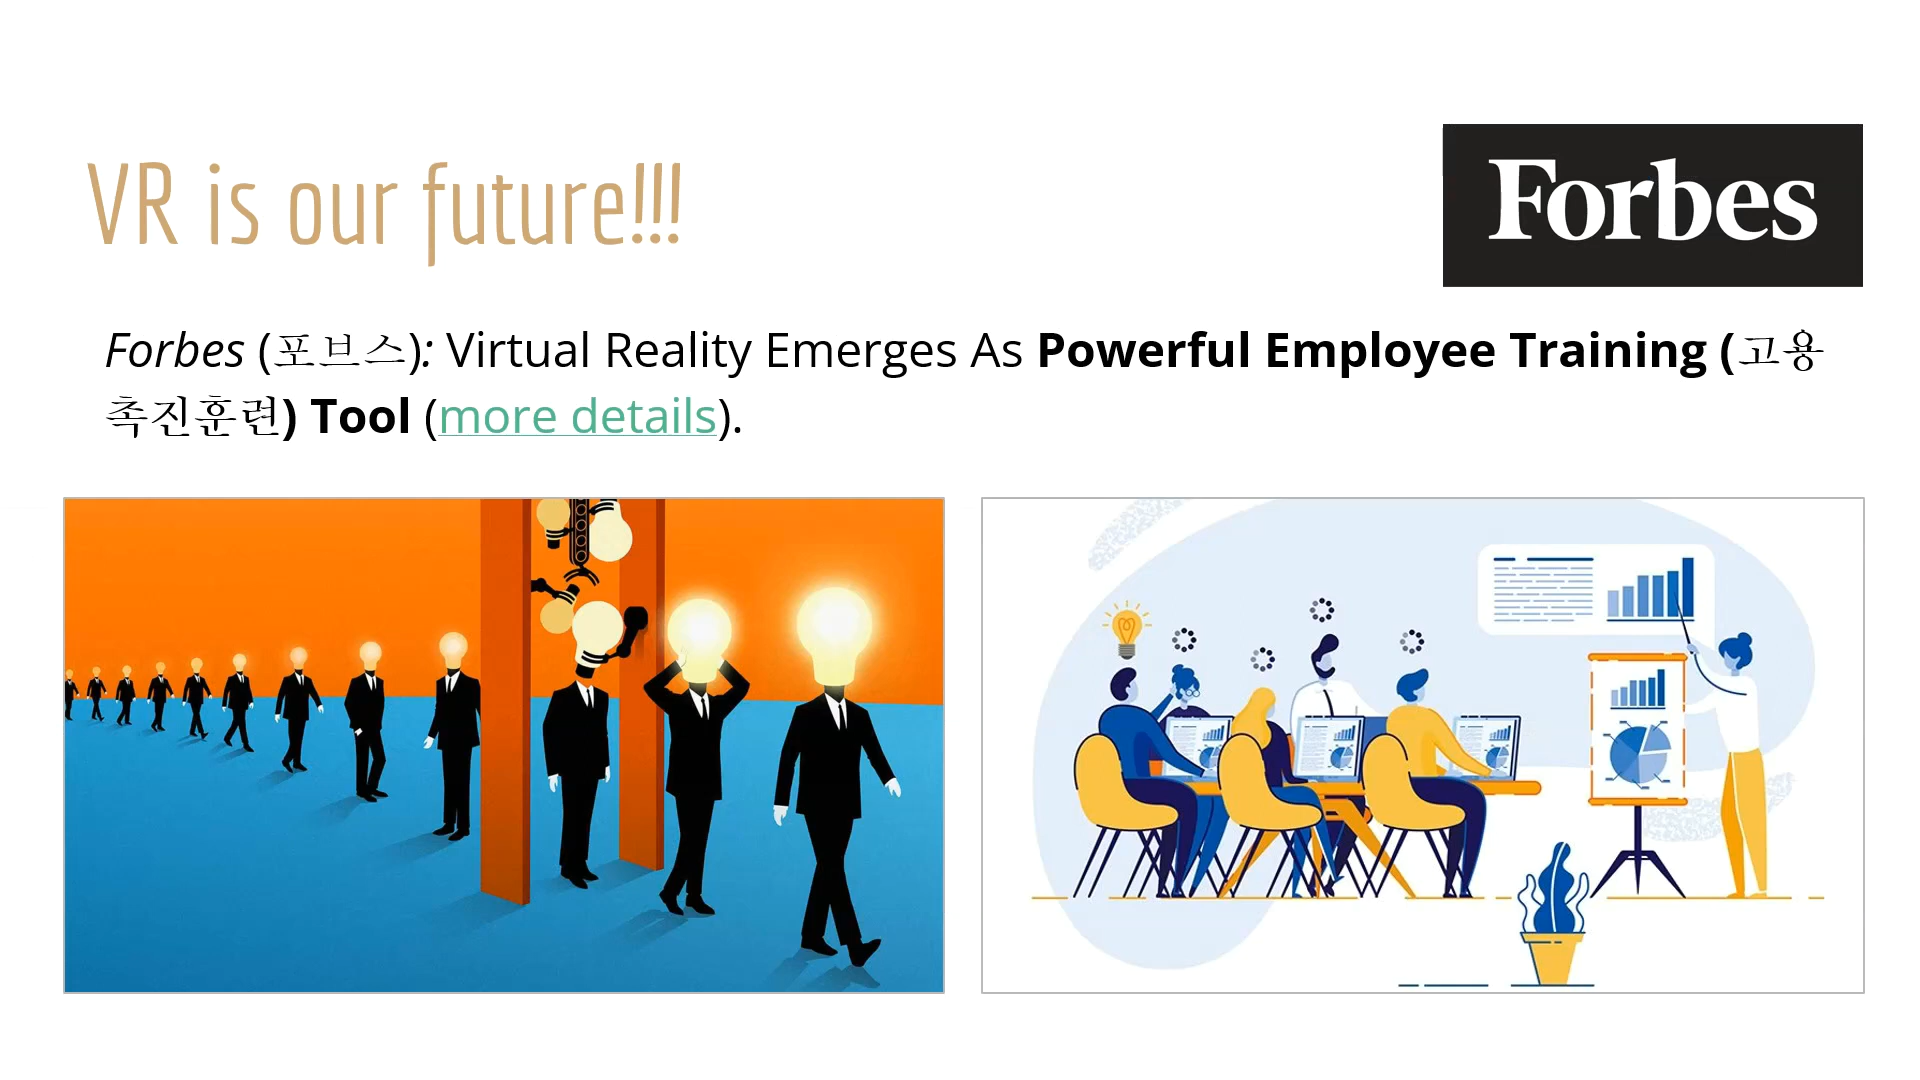 VR is our future!!!
Forbes
Forbes (포브스): Virtual Reality Emerges As Powerful Employee Training (고용
촉진훈련) Tool (more details).